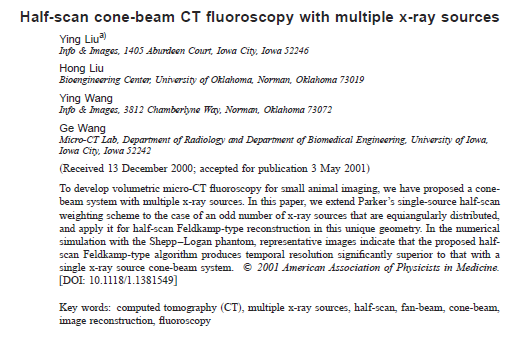 Half-scan cone-beam CT fluoroscopy with multiple x-ray sources
Ying Liu a)
Info & Images, 1405 Aburdeen Court, Iowa City, Iowa 52246
Hong Liu
Bioengineering Center, University of Oklahoma, Norman, Oklahoma 73019
Ying Wang
Info & Images, 3812 Chamberlyne Way, Norman, Oklahoma 73072
Ge Wang
Micro-CT Lab, Department of Radiology and Department of Biomedical Engineering, University of Iowa,
Iowa City, Iowa 52242
(Received 13 December 2000; accepted for publication 3 May 2001)
To develop volumetric micro-CT fluoroscopy for small animal imaging, we have proposed a cone-
beam system with multiple x-ray sources. In this paper, we extend Parker's single-source half-scan
weighting scheme to the case of an odd number of x-ray sources that are equiangularly distributed,
and apply it for half-scan Feldkamp-type reconstruction in this unique geometry. In the numerical
simulation with the Shepp–Logan phantom, representative images indicate that the proposed half-
scan Feldkamp-type algorithm produces temporal resolution significantly superior to that with a
single x-ray source cone-beam system. © 2001 American Association of Physicists in Medicine.
[DOI: 10.1118/1.1381549]
Key words: computed tomography (CT), multiple x-ray sources, half-scan, fan-beam, cone-beam,
image reconstruction, fluoroscopy